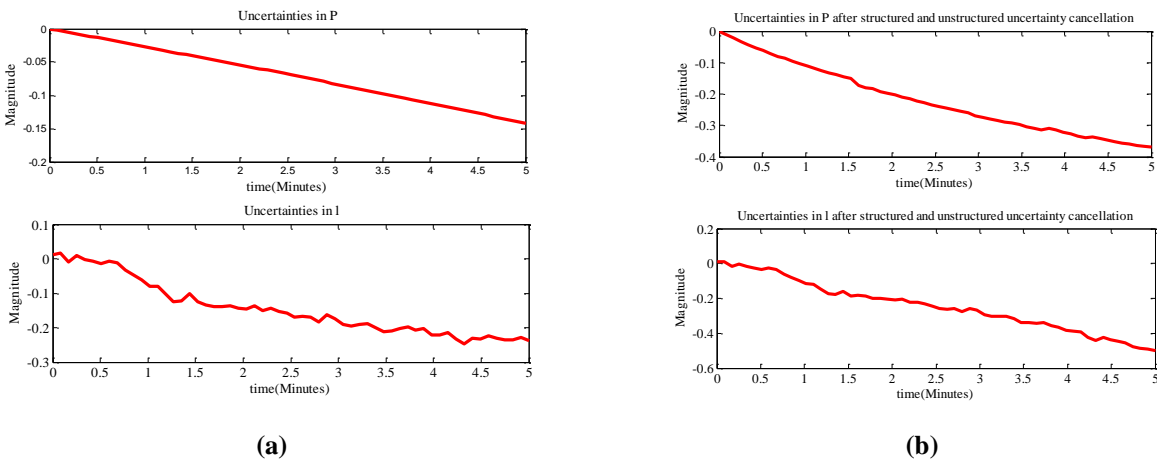 Uncertainties in P
0
-0.05
-0.1
-0.15
-0.2
Magnitude
0 0.5 1 1.5 2 2.5 3 3.5 4 4.5 5
time(Minutes)
Uncertainties in l
0.1
0
-0.1
-0.2
-0.3
Magnitude
0 0.5 1 1.5 2 2.5 3 3.5 4 4.5 5
time(Minutes)
(a)
Uncertainties in P after structured and unstructured uncertainty cancellation
0
-0.1
-0.2
-0.3
-0.4
Magnitude
0 0.5 1 1.5 2 2.5 3 3.5 4 4.5 5
time(Minutes)
Uncertainties in l after structured and unstructured uncertainty cancellation
0.2
0
-0.2
-0.4
-0.6
Magnitude
0 0.5 1 1.5 2 2.5 3 3.5 4 4.5 5
time(Minutes)
(b)